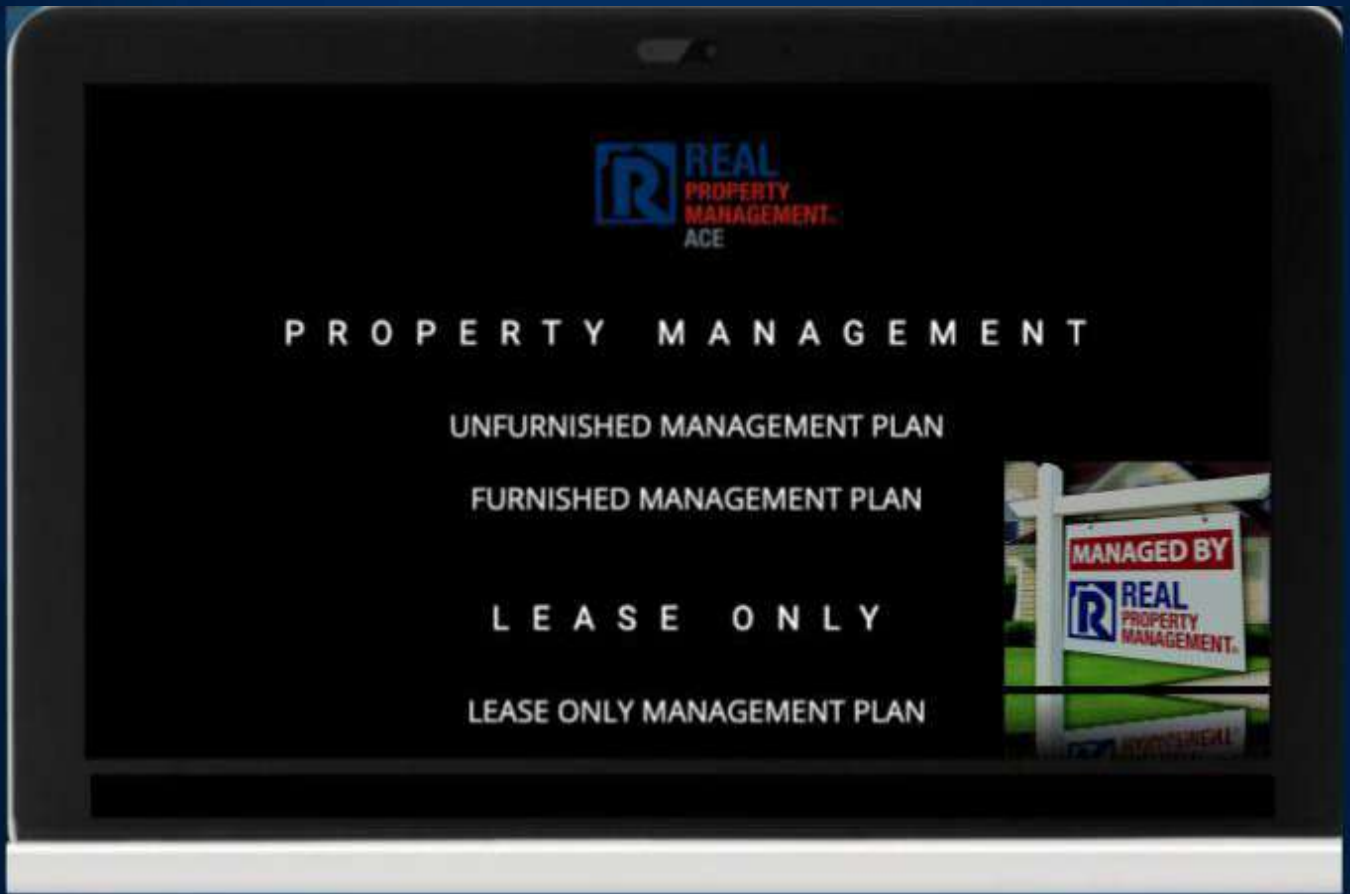 REAL
PROPERTY
MANAGEMENT
ACE
PROPERTY MANAGEMENT
UNFURNISHED MANAGEMENT PLAN
FURNISHED MANAGEMENT PLAN
MANAGED BY
REAL
PROPERTY
MANAGEMENT
LEASE ONLY
LEASE ONLY MANAGEMENT PLAN